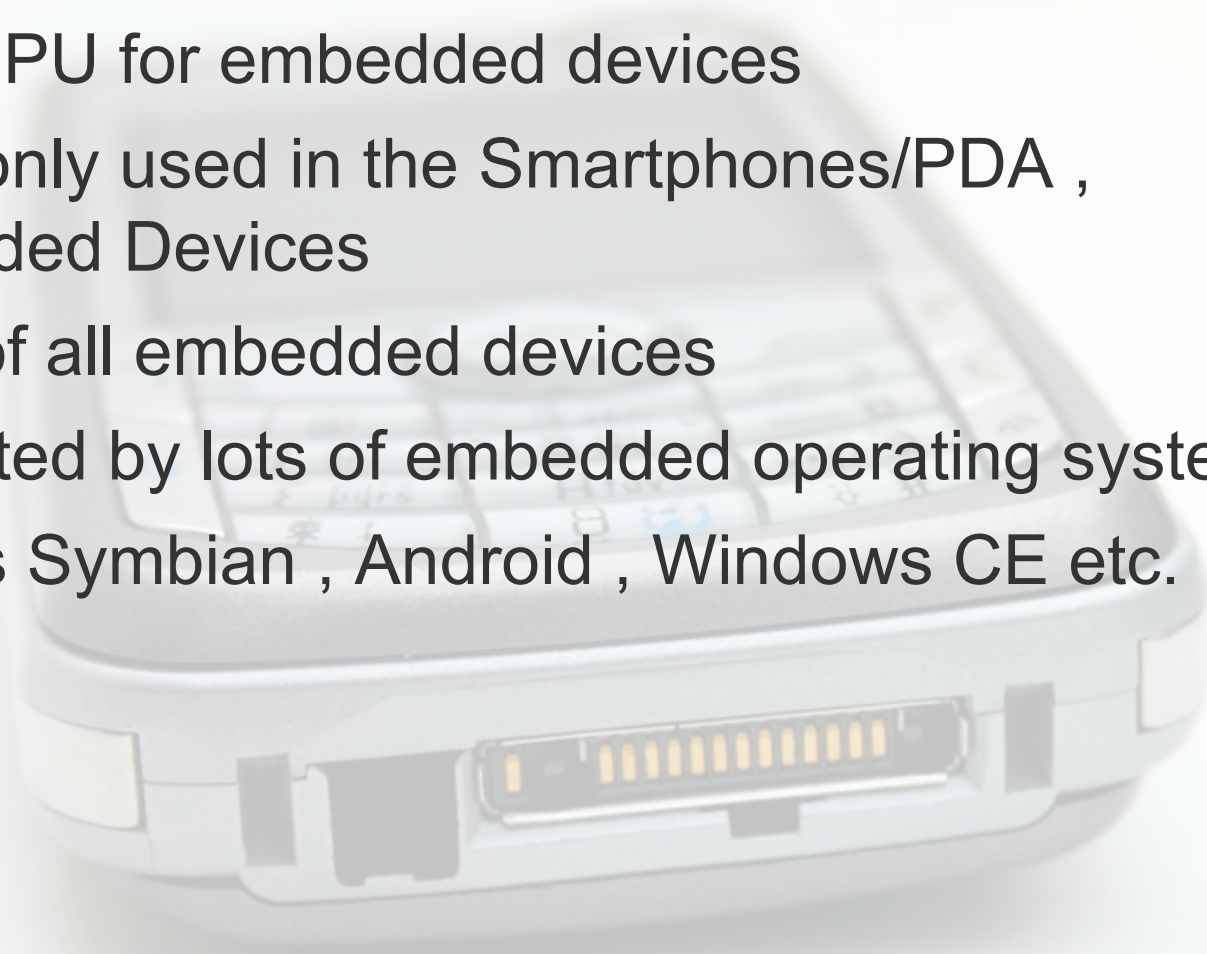 PU for embedded devices
only used in the Smartphones/PDA ,
ded Devices
of all embedded devices
ted by lots of embedded operating syste
s Symbian , Android , Windows CE etc.